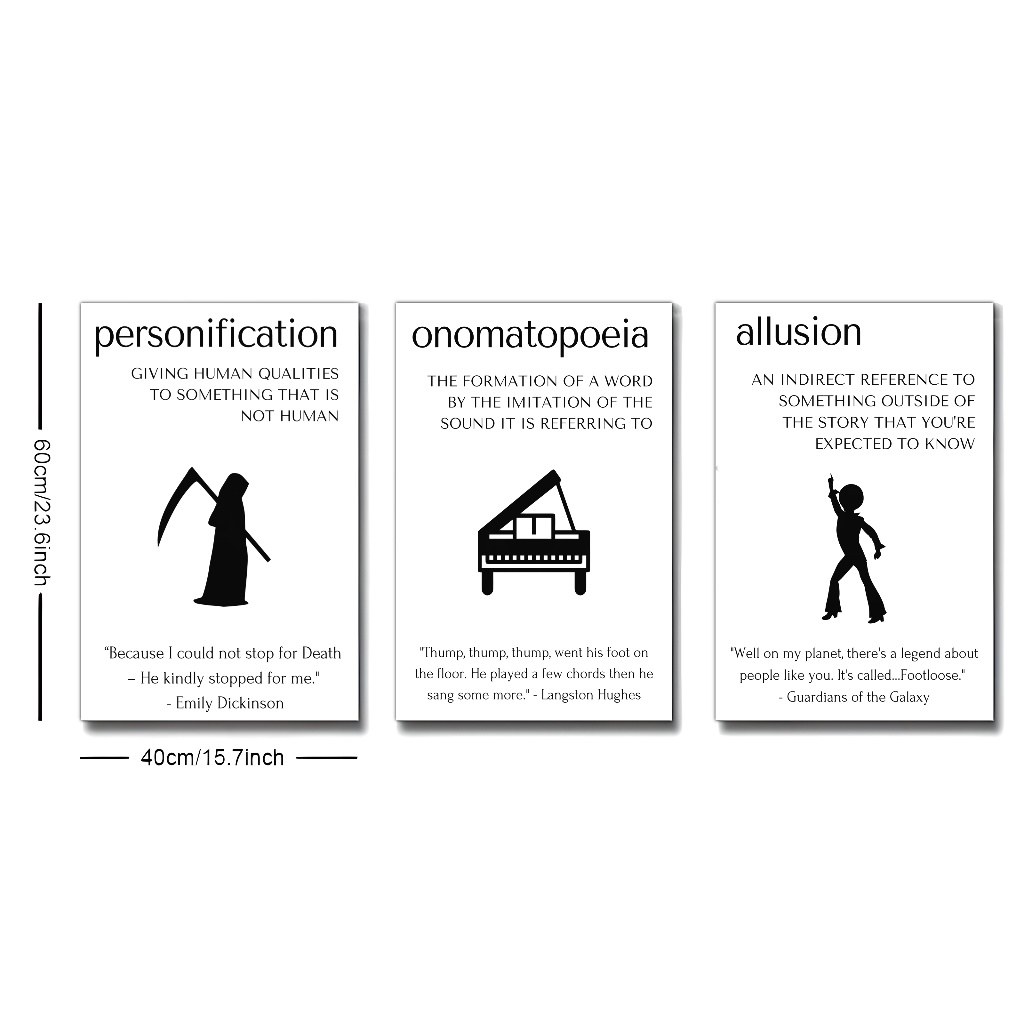 personification
GIVING HUMAN QUALITIES
TO SOMETHING THAT IS
NOT HUMAN
“Because I could not stop for Death
– He kindly stopped for me."
- Emily Dickinson
onomatopoeia
THE FORMATION OF A WORD
BY THE IMITATION OF THE
SOUND IT IS REFERRING TO
"Thump, thump, thump, went his foot on
the floor. He played a few chords then he
sang some more." - Langston Hughes
allusion
AN INDIRECT REFERENCE TO
SOMETHING OUTSIDE OF
THE STORY THAT YOU'RE
EXPECTED TO KNOW
"Well on my planet, there's a legend about
people like you. It's called...Footloose."
- Guardians of the Galaxy
60cm/23.6inch
40cm/15.7inch